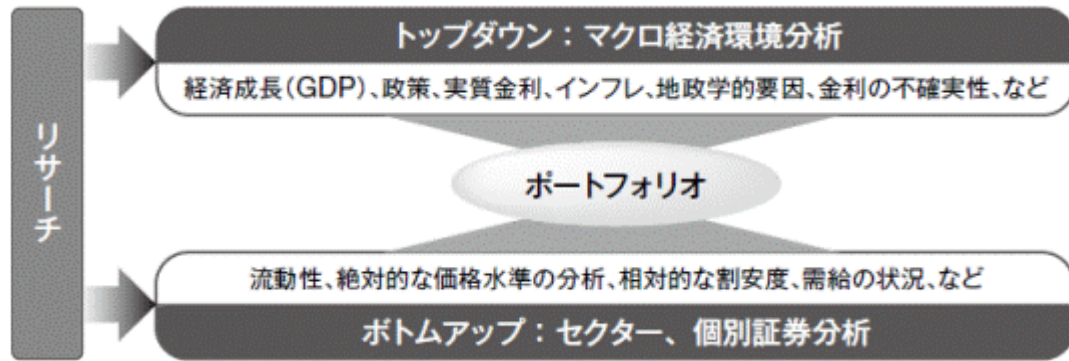 リサーチ
トップダウン：マクロ経済環境分析
経済成長（GDP）、政策、実質金利、インフレ、地政学的要因、金利の不確実性、など
ポートフォリオ
流動性、絶対的な価格水準の分析、相対的な割安度、需給の状況、など
ボトムアップ：セクター、個別証券分析